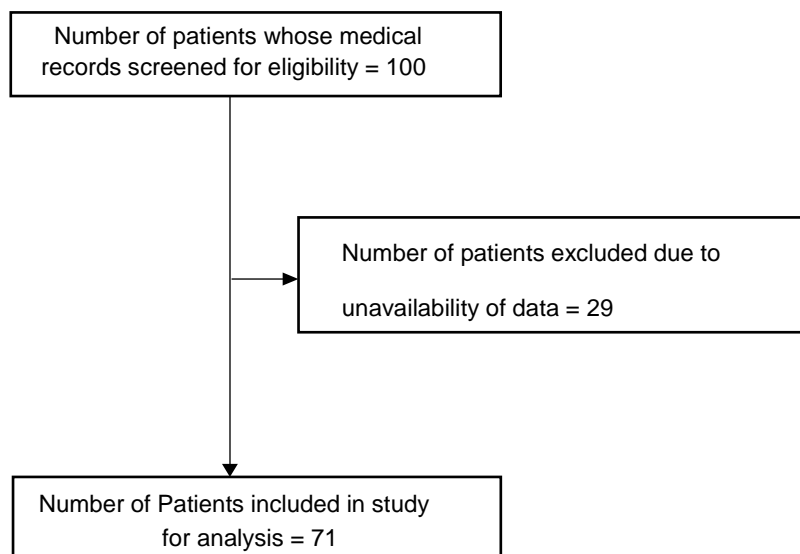 Number of patients whose medical
records screened for eligibility = 100
Number of patients excluded due to
unavailability of data = 29
Number of Patients included in study
for analysis = 71